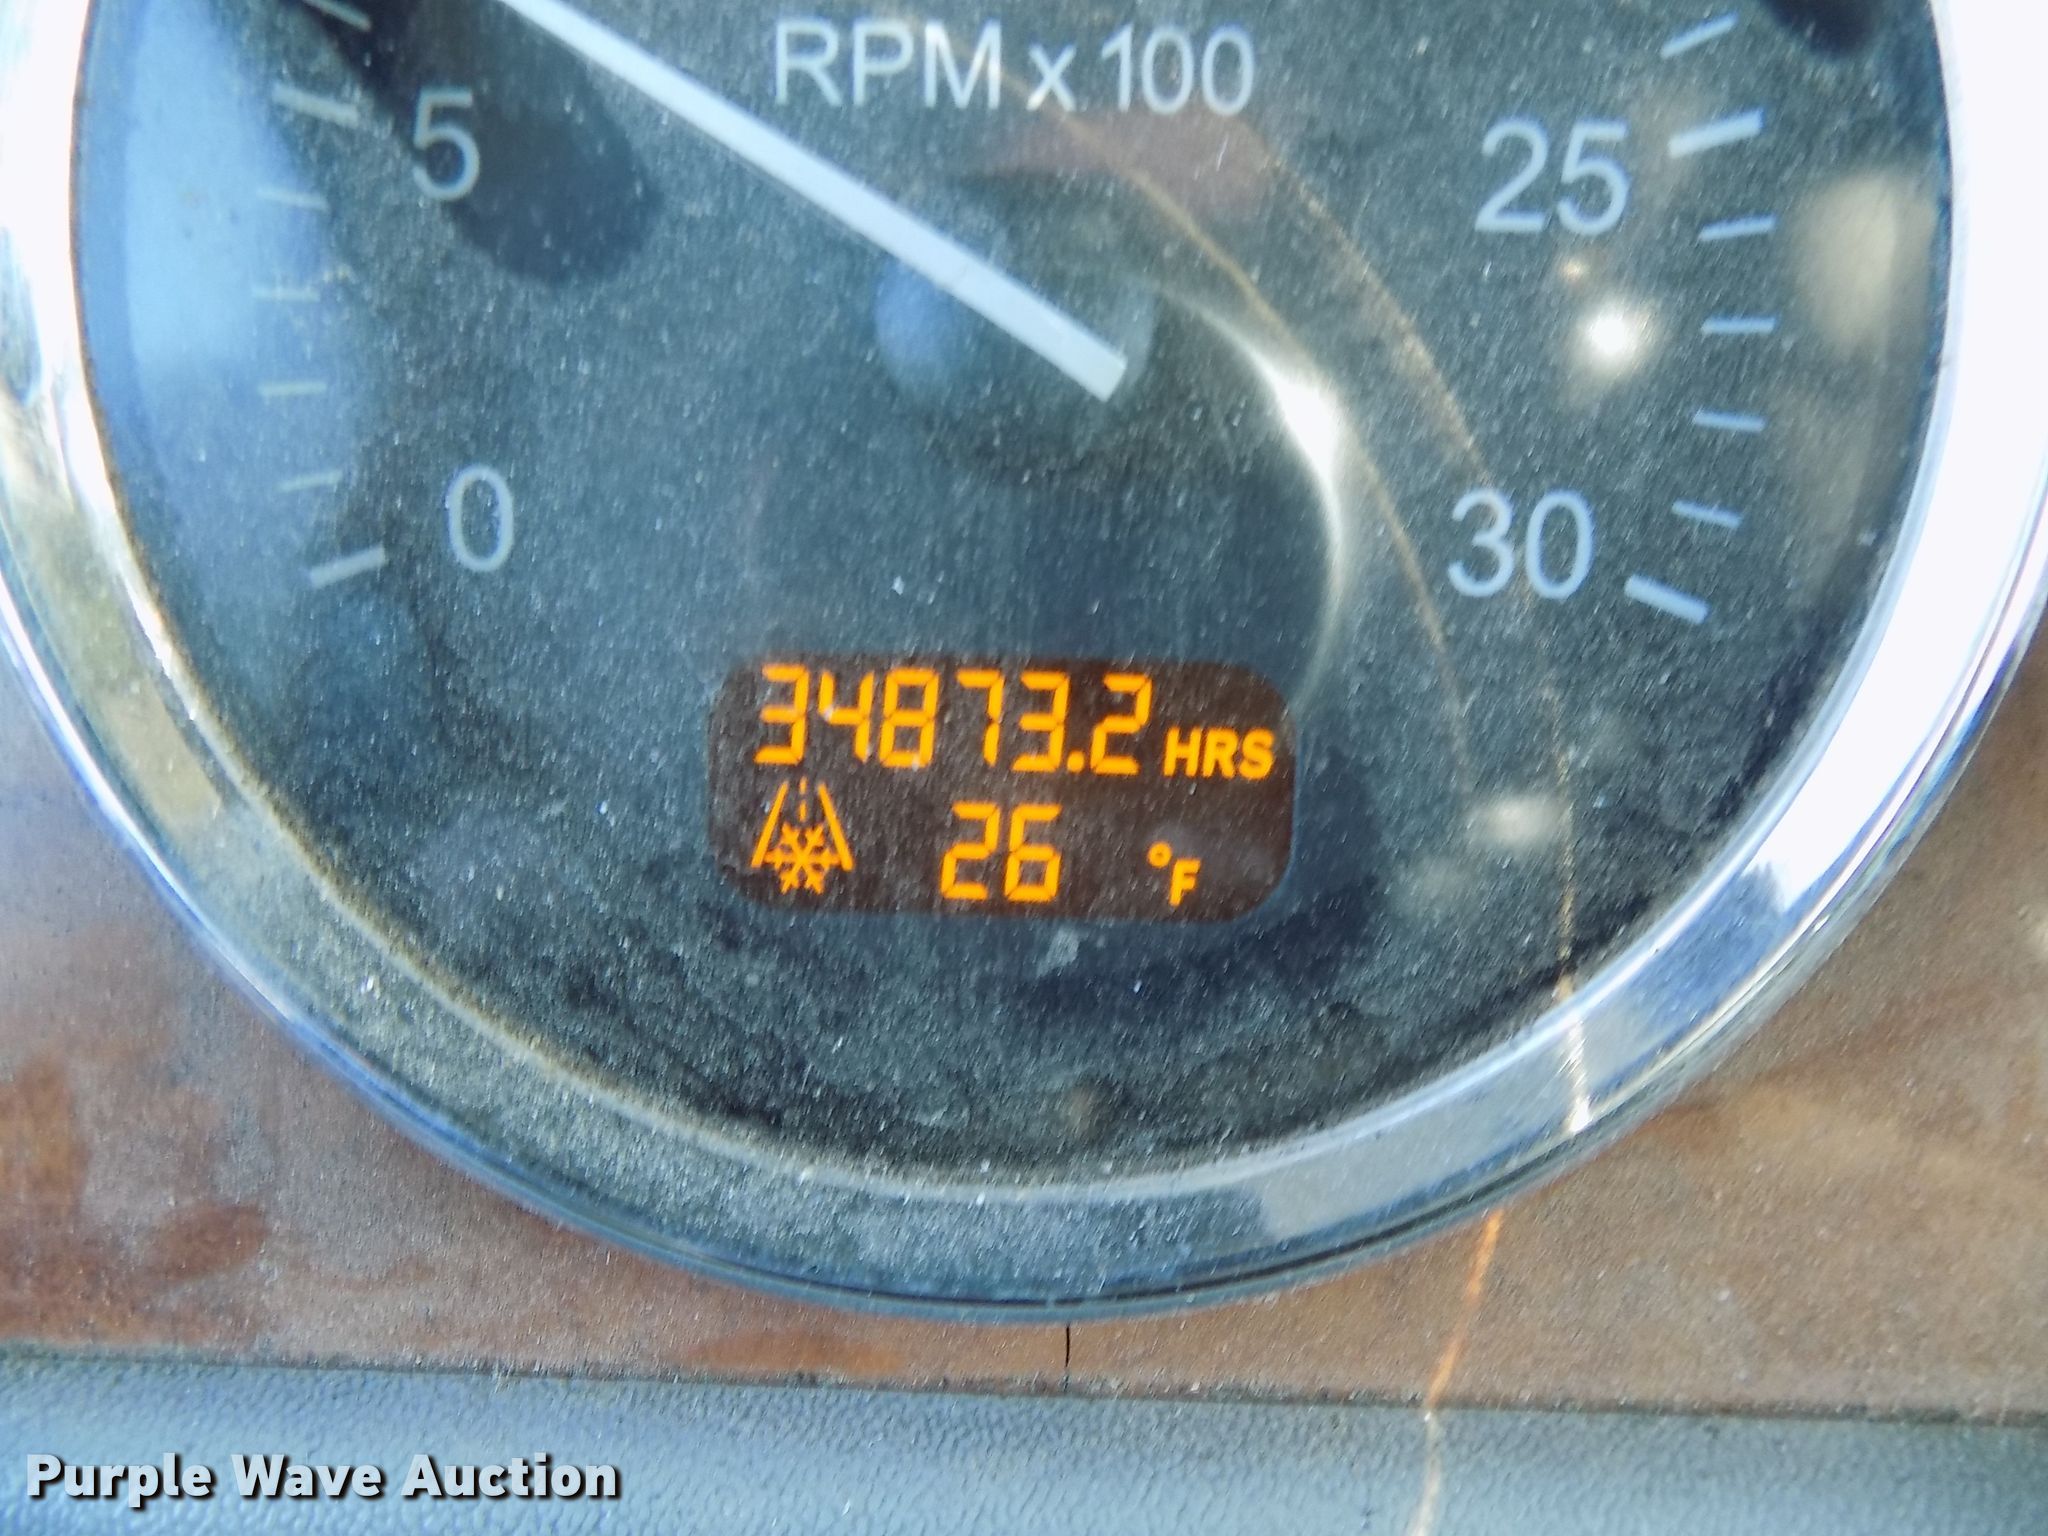 RPM x 100
5
25
0
30
34873.2 HRS
26 °F
Purple Wave Auction